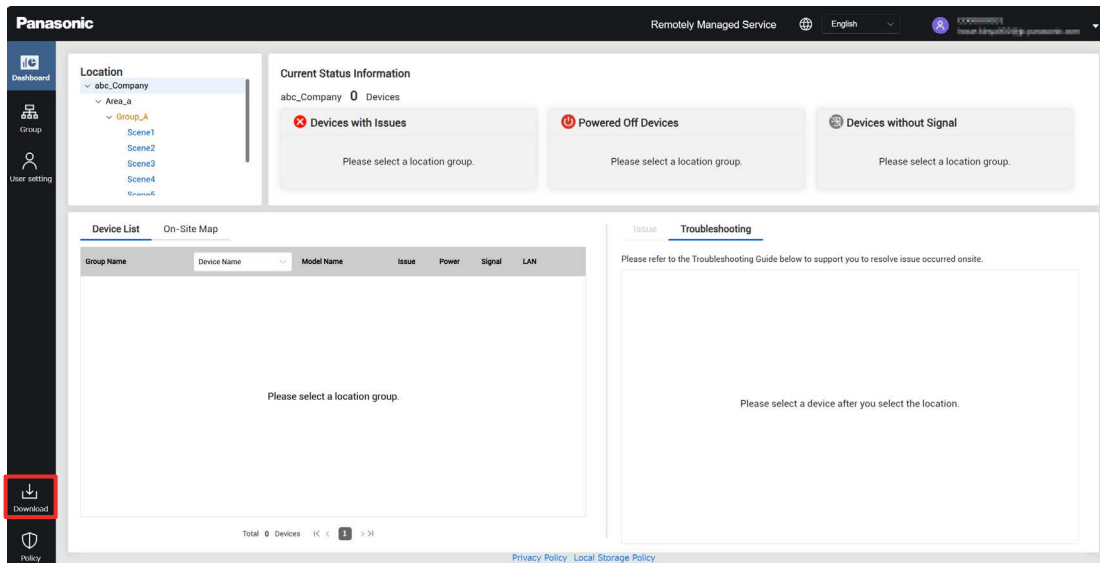 Panasonic
Remotely Managed Service
English
Dashboard
Group
User setting
Download
Policy
Location
abc_Company
Area_a
Group_A
Scene1
Scene2
Scene3
Scene4
Scene5
Current Status Information
abc_Company 0 Devices
Devices with Issues
Please select a location group.
Powered Off Devices
Please select a location group.
Devices without Signal
Please select a location group.
Device List On-Site Map
Group Name Device Name Model Name Issue Power Signal LAN
Please select a location group.
Total 0 Devices 1
Issue Troubleshooting
Please refer to the Troubleshooting Guide below to support you to resolve issue occurred onsite.
Please select a device after you select the location.
Privacy Policy Local Storage Policy